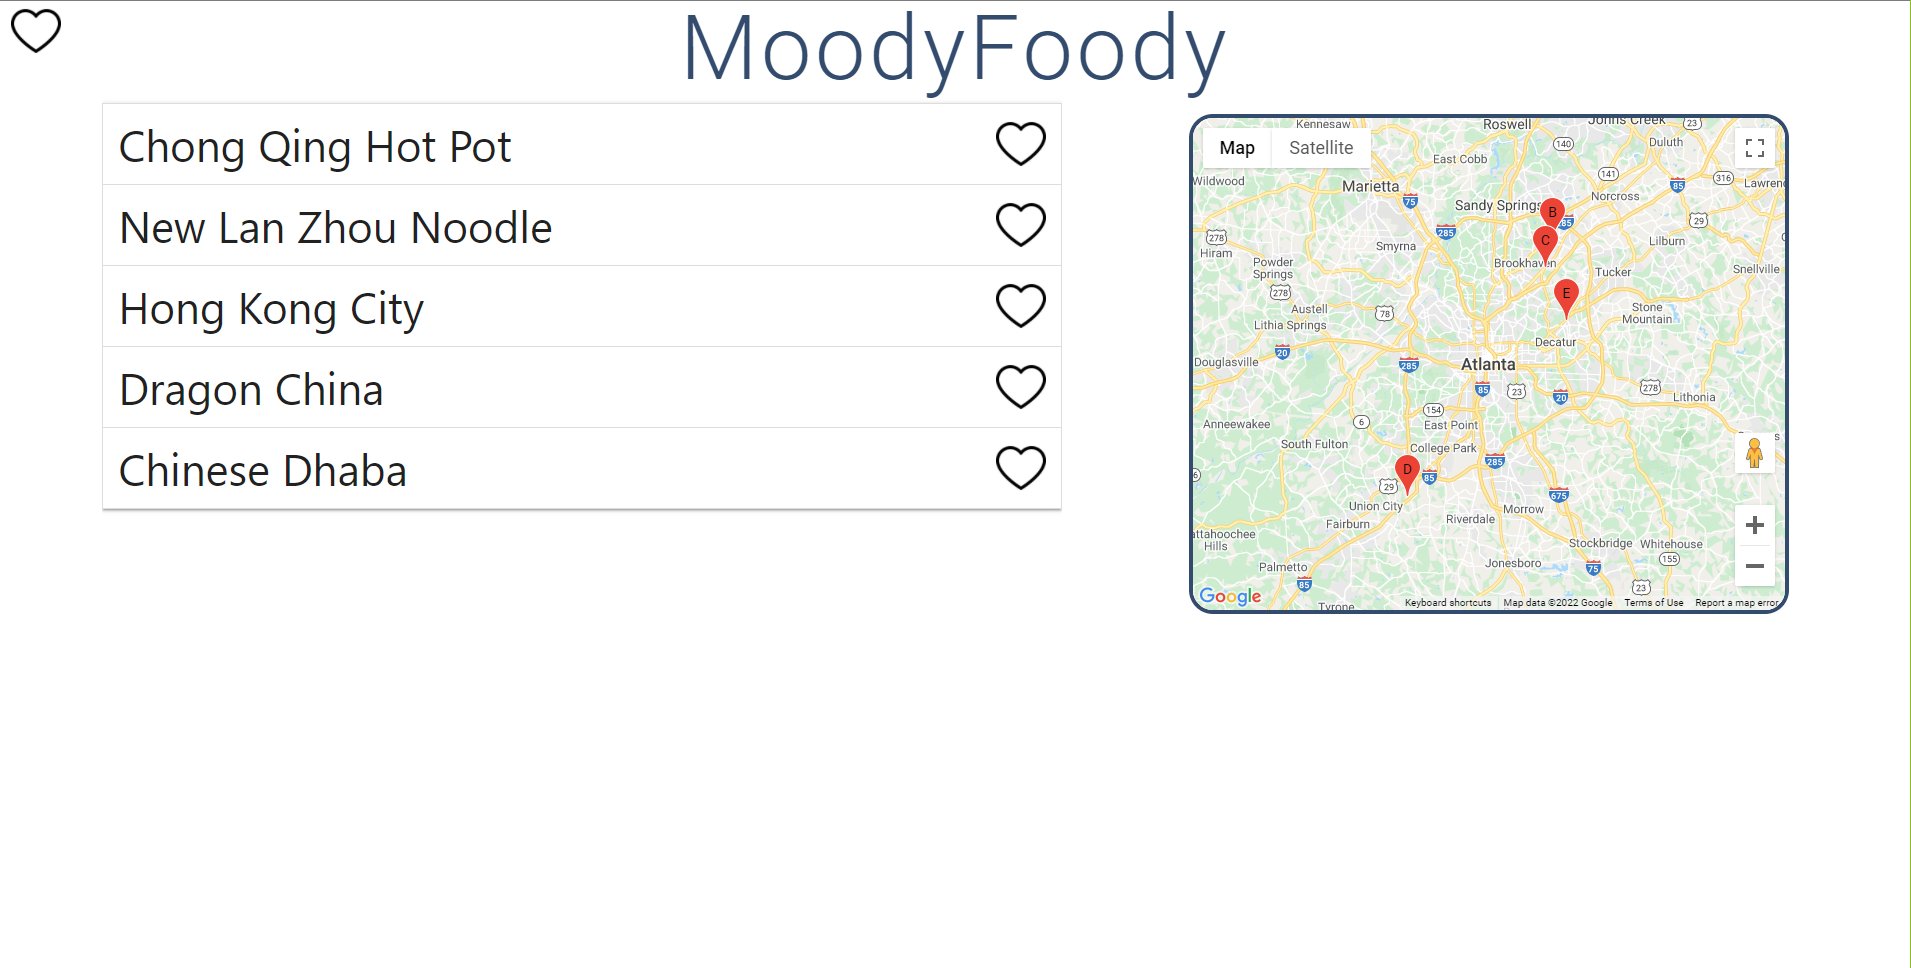 MoodyFoody
Chong Qing Hot Pot
New Lan Zhou Noodle
Hong Kong City
Dragon China
Chinese Dhaba
Map Satellite
Kennesaw
Roswell
Johns Creek
23
140
Duluth
East Cobb
141
316
Wildwood
Marietta
85
Lawrenc
75
Norcross
Sandy Springs
B
85
29
278
285
C
Smyrna
Lilburn
Hiram
Powder
Springs
Brookhaven
Tucker
Snellville
278
E
Austell
78
Stone
Mountain
Lithia Springs
Decatur
20
Douglasville
285
Atlanta
85
23
20
278
Lithonia
154
6
Anneewakee
East Point
South Fulton
College Park
285
D
85
29
675
Union City
Morrow
Fairburn
Riverdale
attahoochee
Hills
Stockbridge
Whitehouse
155
Palmetto
Jonesboro
75
85
23
Google
Tyrone
Keyboard shortcuts Map data ©2022 Google Terms of Use Report a map error